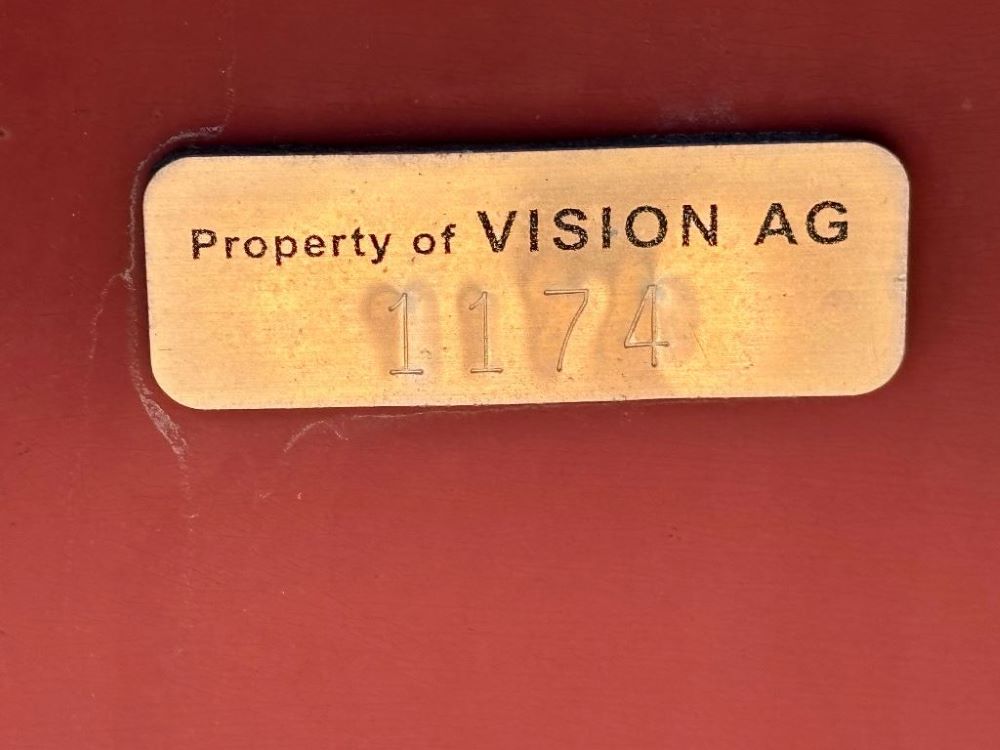 Property of VISION AG
1174